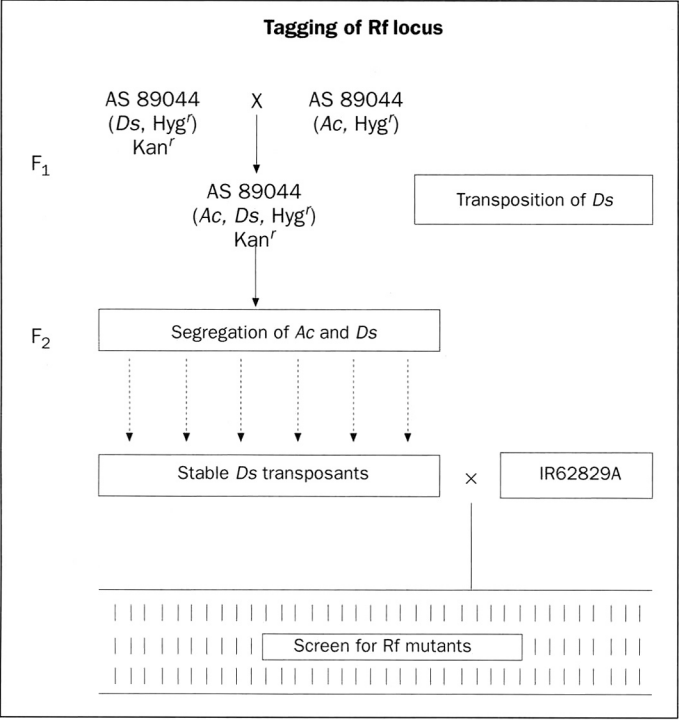 Tagging of Rf locus
AS 89044 X AS 89044
(Ds, Hygʳ) (Ac, Hygʳ)
Kanʳ
F₁
AS 89044
(Ac, Ds, Hygʳ)
Kanʳ
Transposition of Ds
F₂
Segregation of Ac and Ds
Stable Ds transposants × IR62829A
Screen for Rf mutants